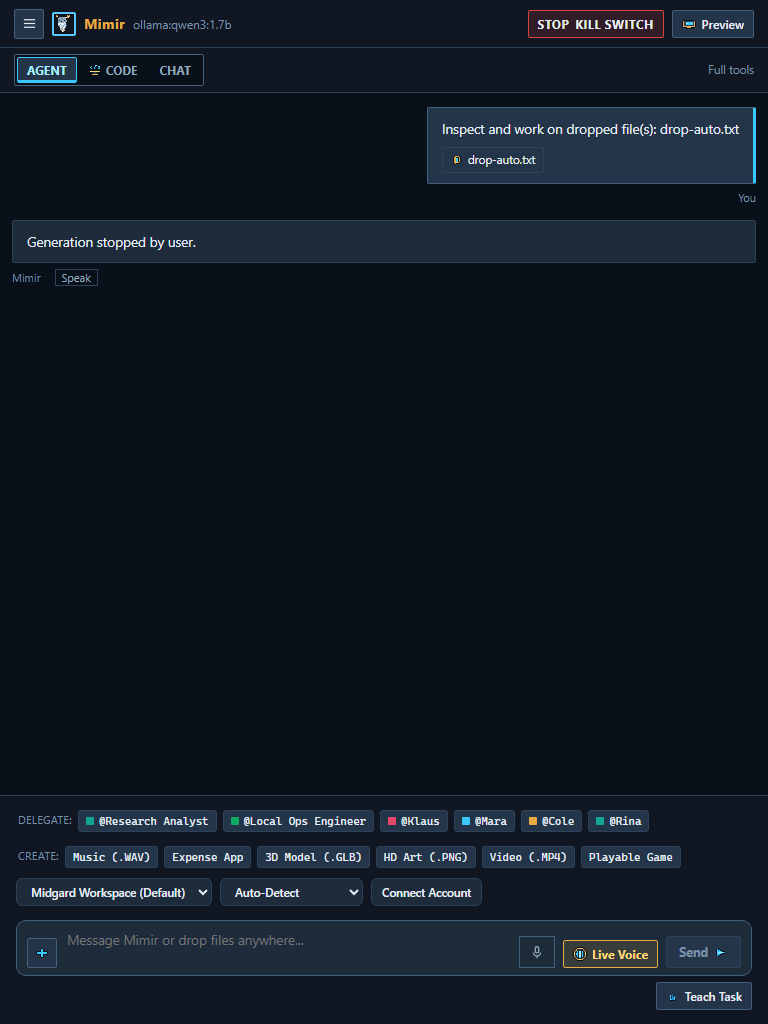 Mimir ollama:qwen3:1.7b STOP KILL SWITCH Preview
AGENT CODE CHAT Full tools
Inspect and work on dropped file(s): drop-auto.txt
drop-auto.txt
You
Generation stopped by user.
Mimir Speak
DELEGATE: @Research Analyst @Local Ops Engineer @Klaus @Mara @Cole @Rina
CREATE: Music (.WAV) Expense App 3D Model (.GLB) HD Art (.PNG) Video (.MP4) Playable Game
Midgard Workspace (Default) Auto-Detect Connect Account
Message Mimir or drop files anywhere...
+ Live Voice Send
Teach Task